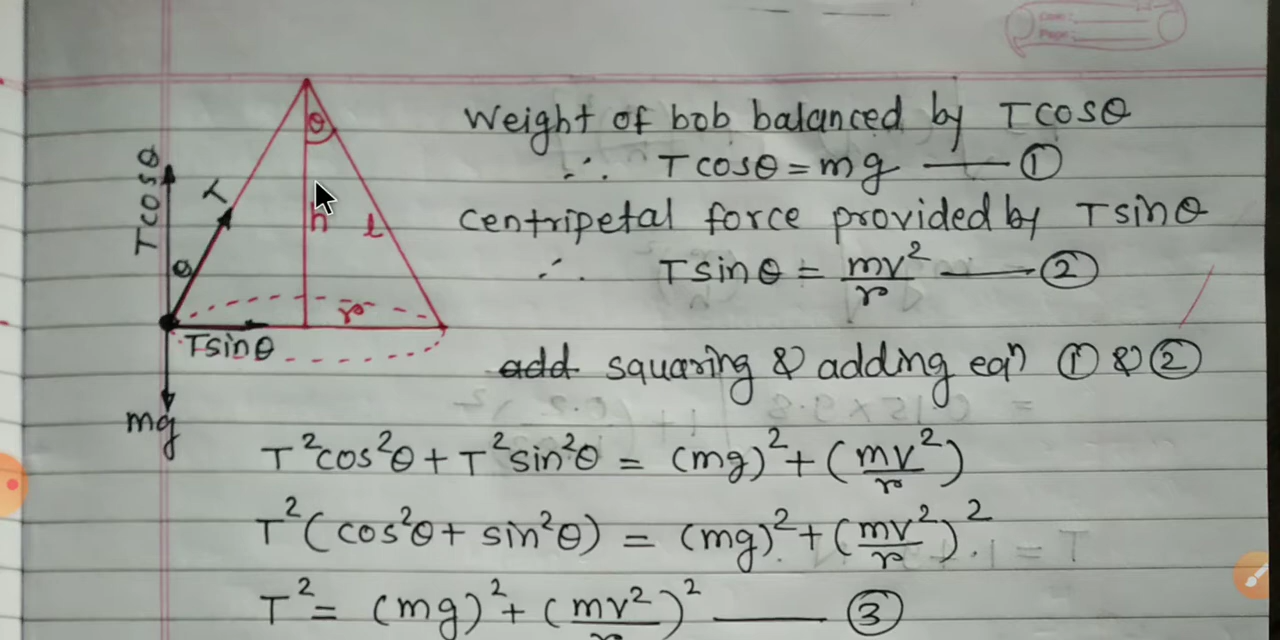 Weight of bob balanced by Tcosθ
∴ Tcosθ = mg —— ①
centripetal force provided by Tsinθ
∴ Tsinθ = mv²/r —— ②
add squaring & adding eqⁿ ① & ②
T²cos²θ + T²sin²θ = (mg)² + (mv²/r)
T²(cos²θ + sin²θ) = (mg)² + (mv²/r)²
T² = (mg)² + (mv²/r)² —— ③
θ
h
l
r
T
Tcosθ
θ
Tsinθ
mg